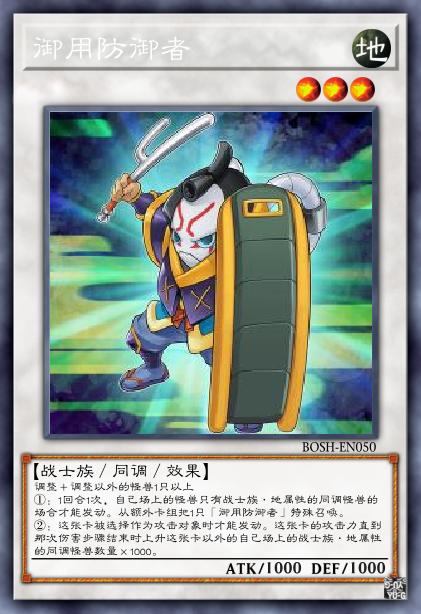 御用防御者
地
BOSH-EN050
【战士族／同调／效果】
调整＋调整以外的怪兽1只以上
①：1回合1次，自己场上的怪兽只有战士族·地属性的同调怪兽的
场合才能发动。从额外卡组把1只「御用防御者」特殊召唤。
②：这张卡被选择作为攻击对象时才能发动。这张卡的攻击力直到
那次伤害步骤结束时上升这张卡以外的自己场上的战士族·地属性
的同调怪兽数量×1000。
ATK/1000 DEF/1000